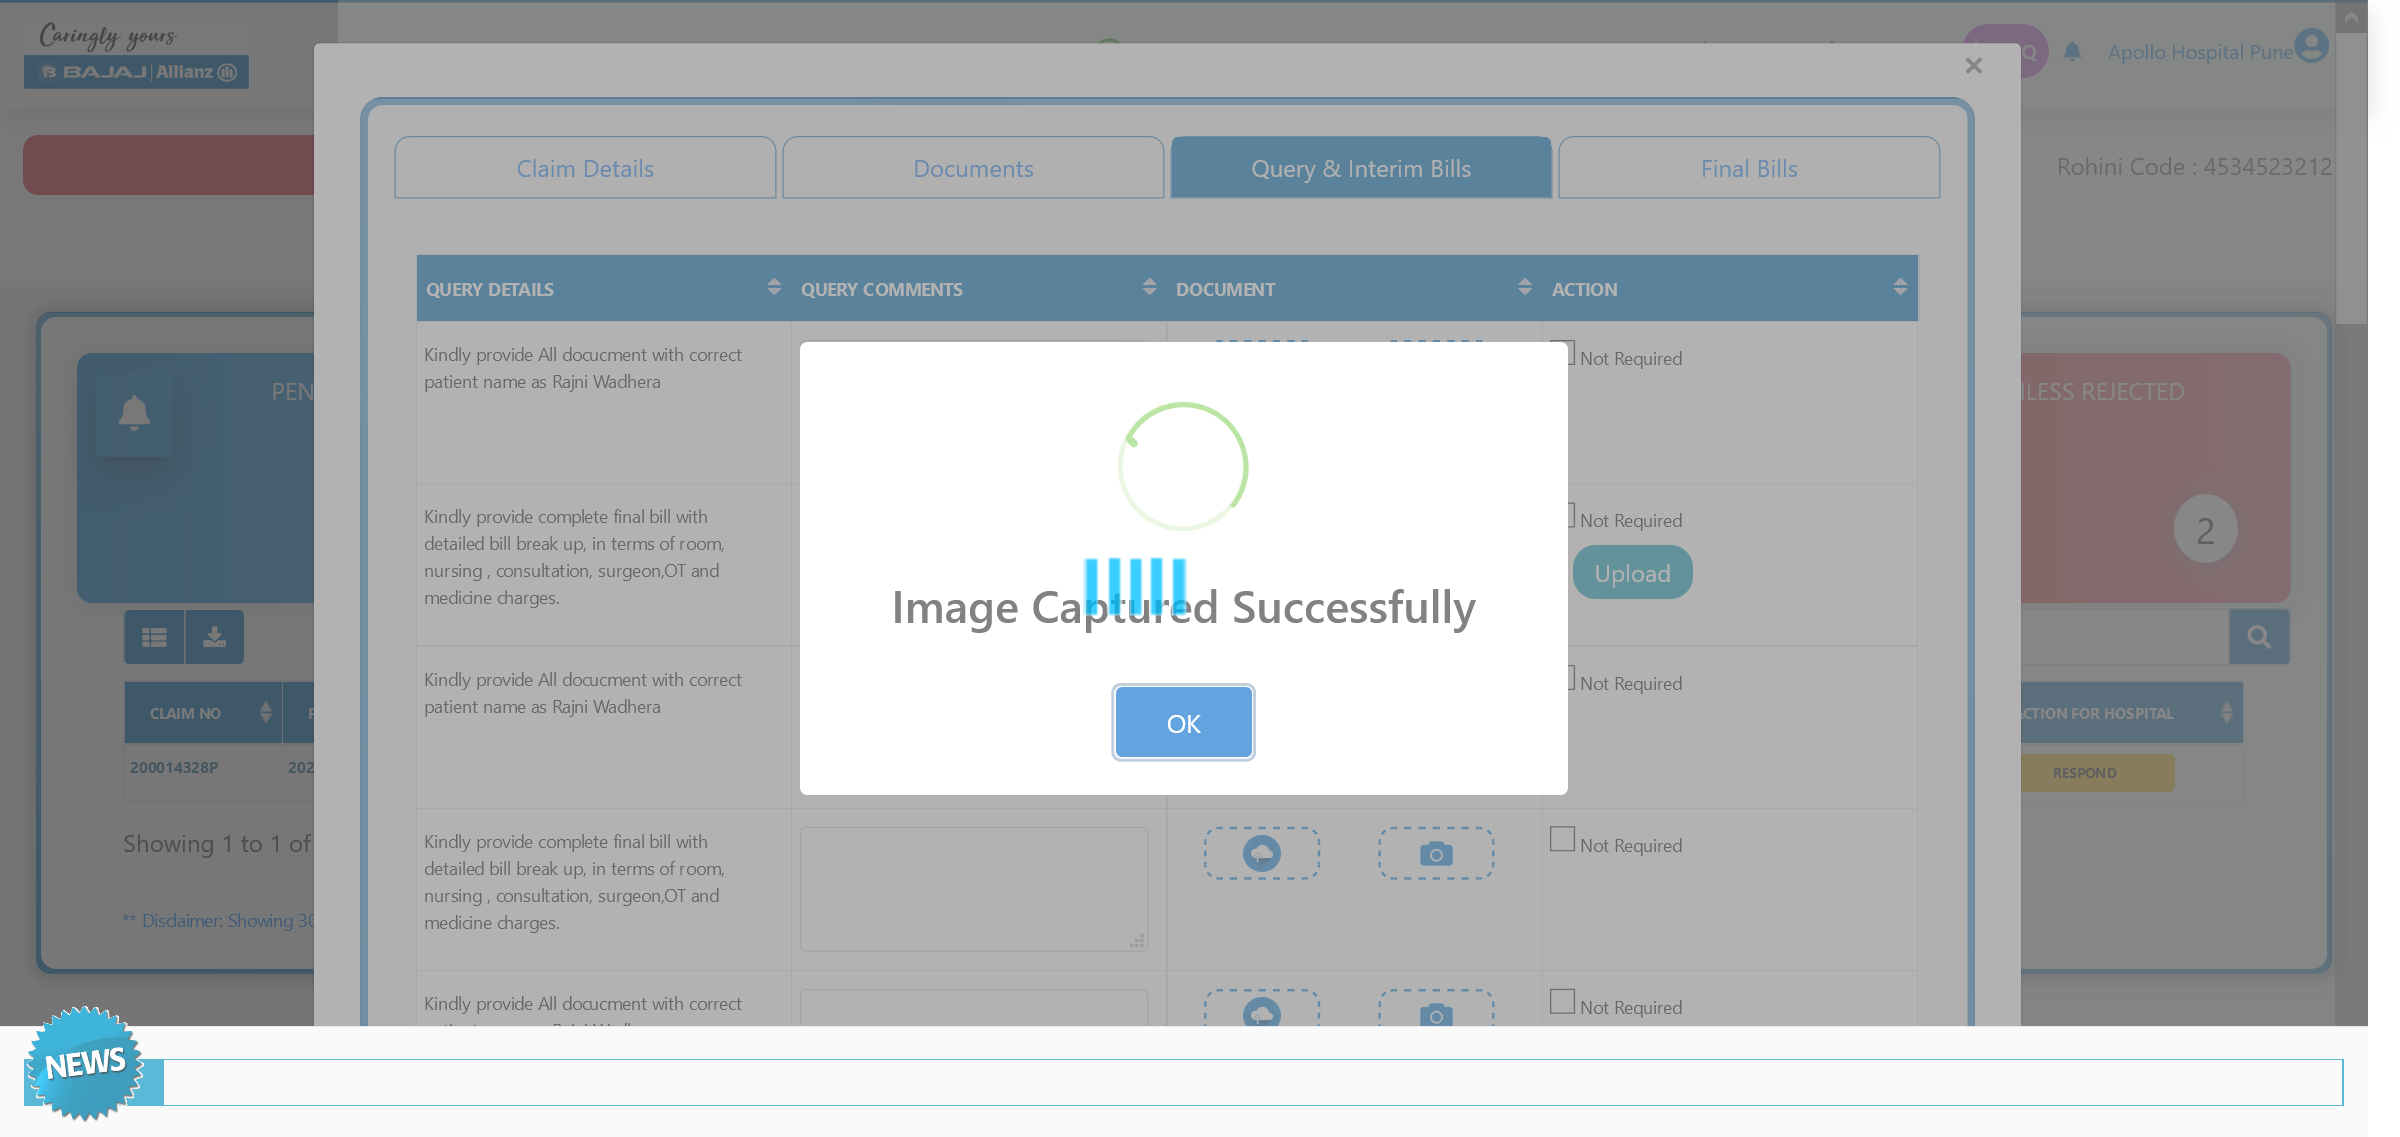 Caringly yours
BAJAJ | Allianz
Q
Apollo Hospital Pune
×
Claim Details
Documents
Query & Interim Bills
Final Bills
Rohini Code : 4534523212
QUERY DETAILS
QUERY COMMENTS
DOCUMENT
ACTION
Kindly provide All docucment with correct
patient name as Rajni Wadhera
Not Required
PEN
LESS REJECTED
2
Kindly provide complete final bill with
detailed bill break up, in terms of room,
nursing , consultation, surgeon,OT and
medicine charges.
Not Required
Upload
Image Captured Successfully
OK
Kindly provide All docucment with correct
patient name as Rajni Wadhera
Not Required
CLAIM NO
CTION FOR HOSPITAL
200014328P
202
RESPOND
Kindly provide complete final bill with
detailed bill break up, in terms of room,
nursing , consultation, surgeon,OT and
medicine charges.
Not Required
Showing 1 to 1 of
** Disclaimer: Showing 30
Kindly provide All docucment with correct
Not Required
NEWS